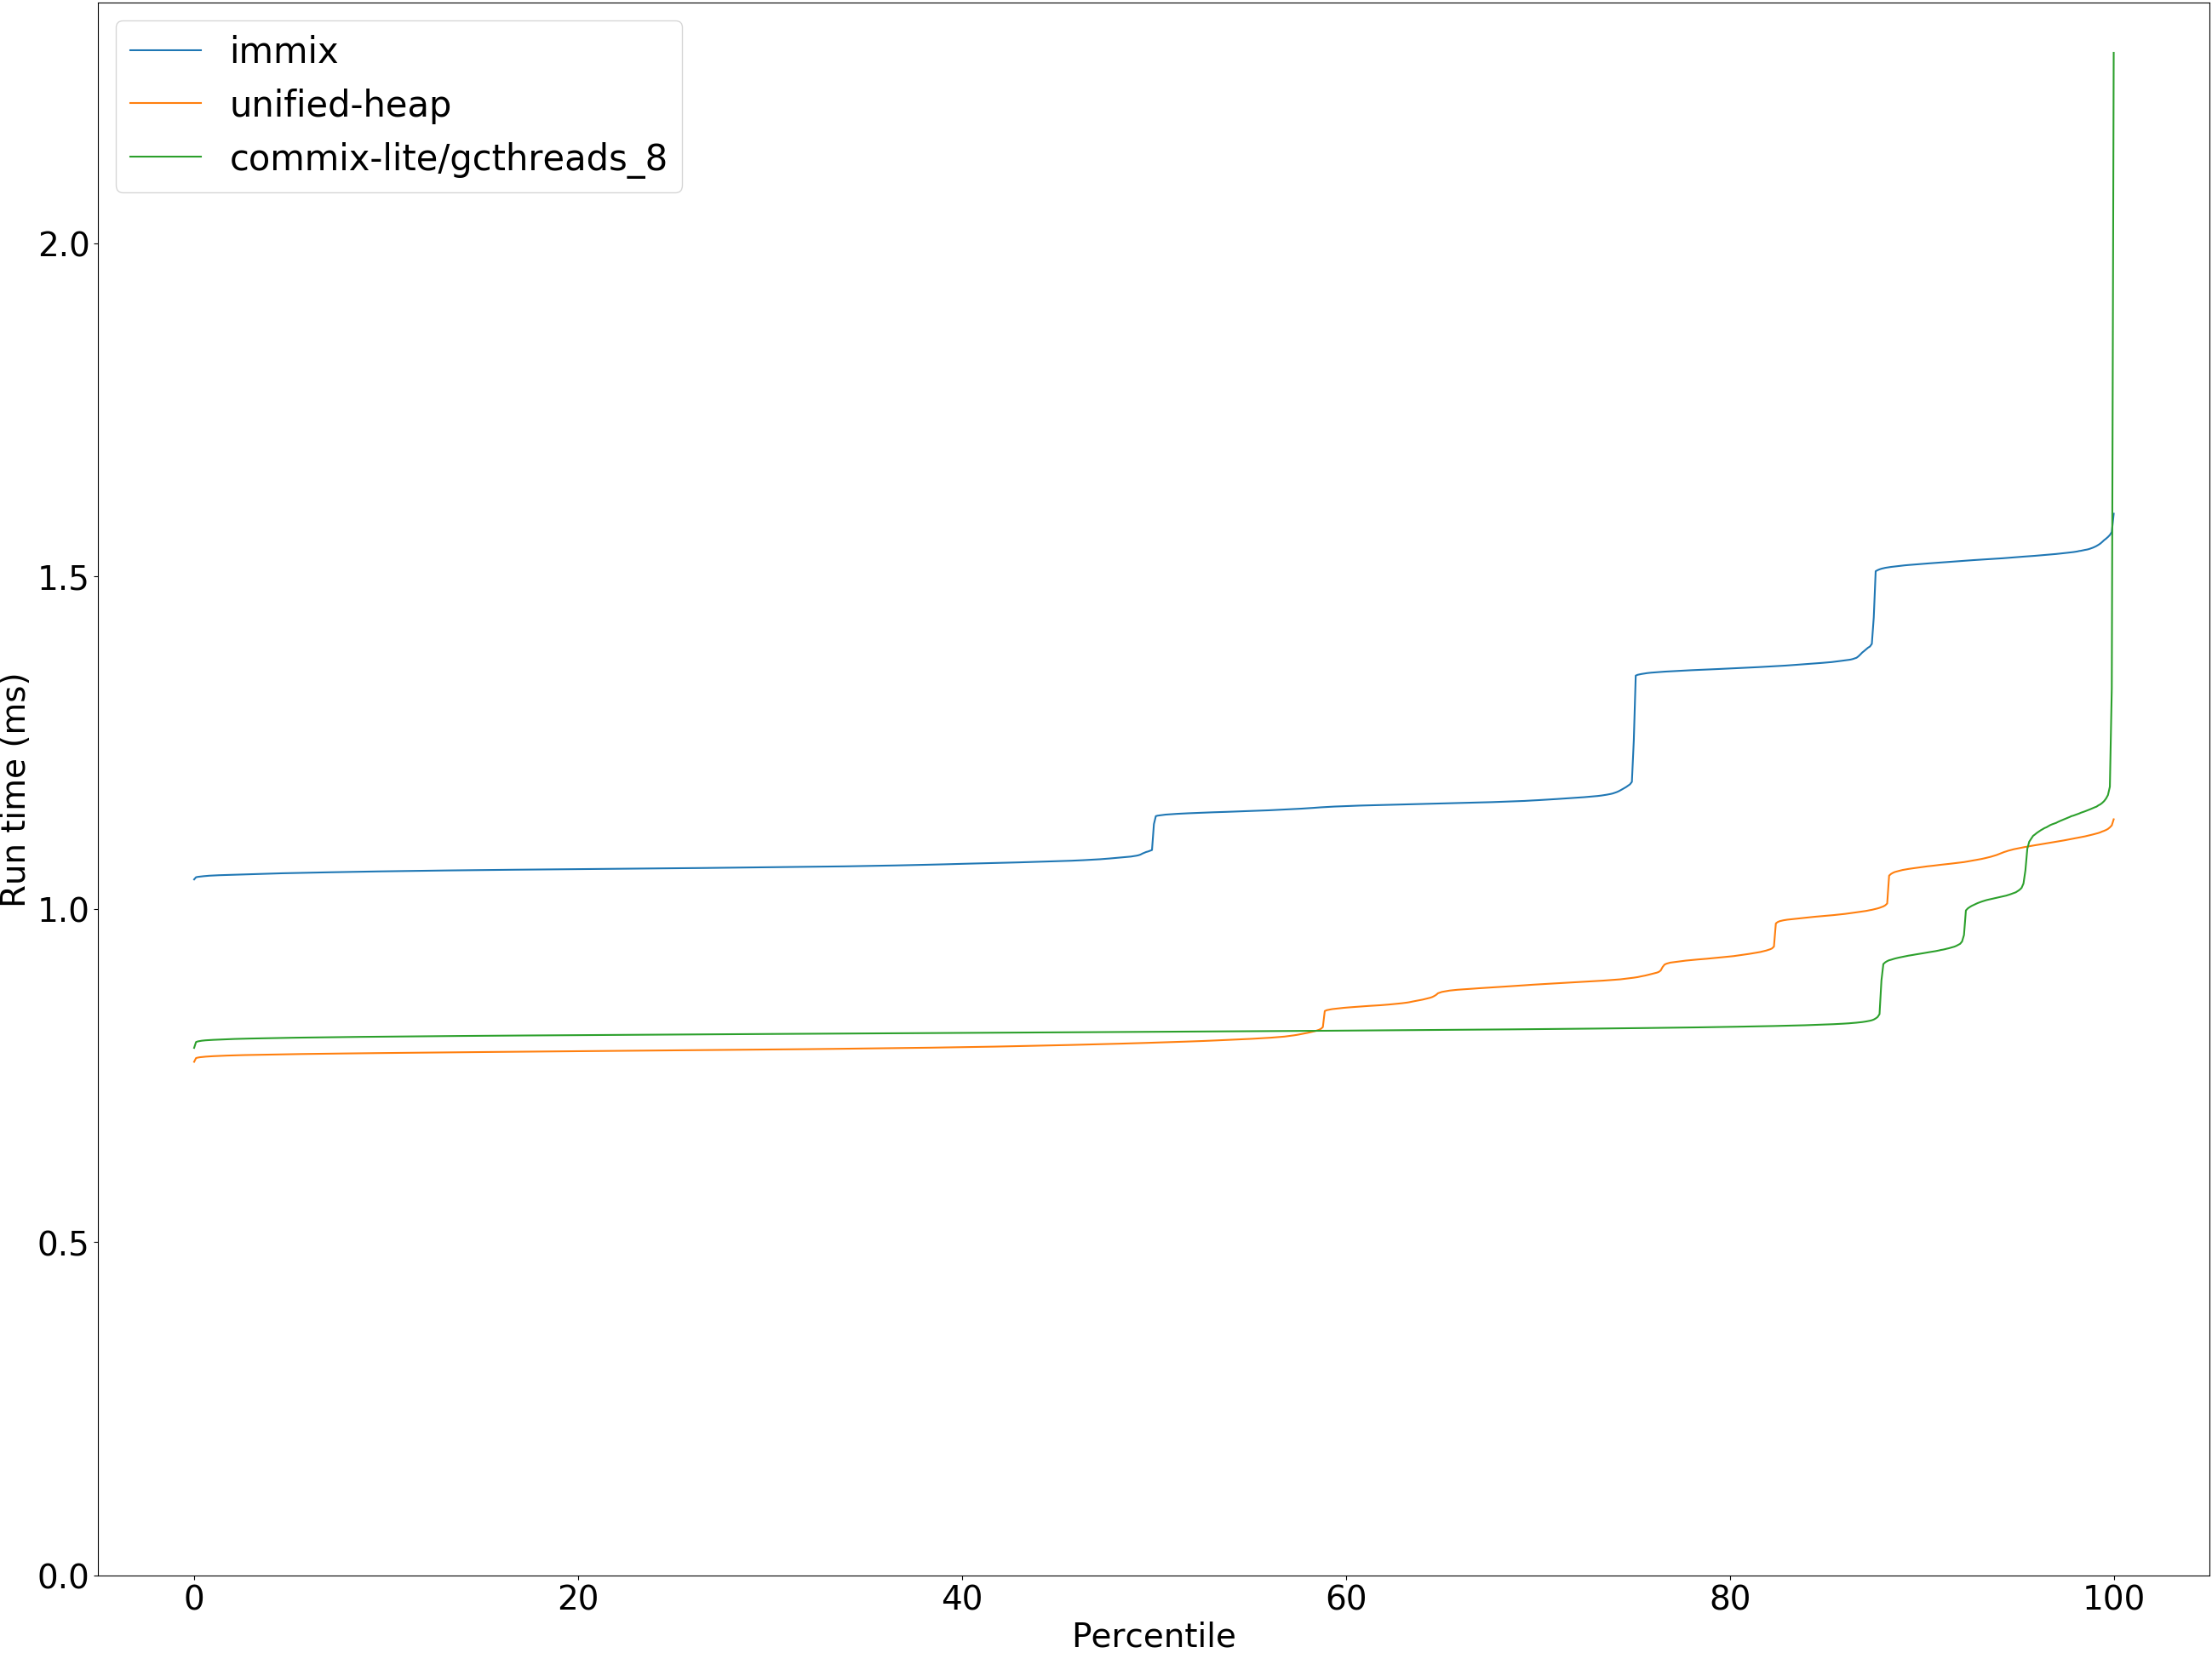 immix
unified-heap
commix-lite/gcthreads_8
2.0
1.5
1.0
0.5
0.0
Run time (ms)
0 20 40 60 80 100
Percentile